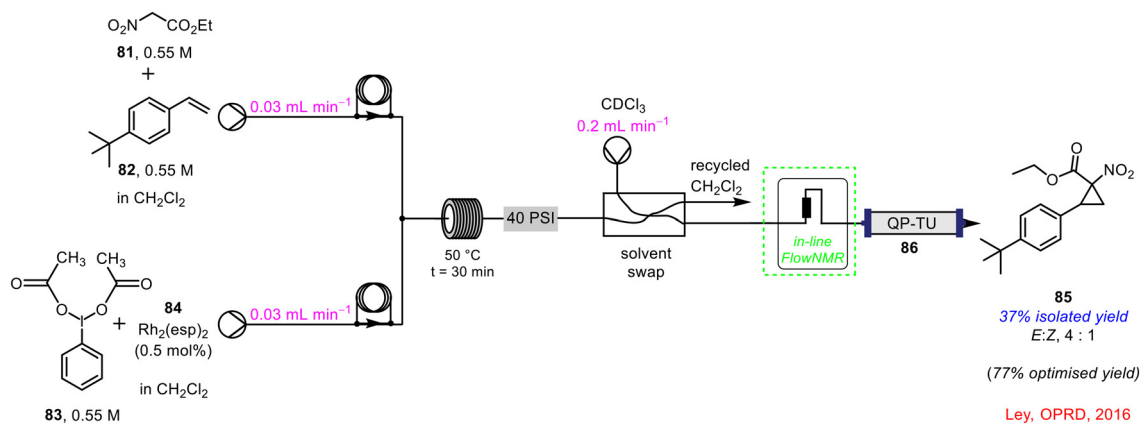 O₂N CO₂Et
81, 0.55 M
+
82, 0.55 M
in CH₂Cl₂
0.03 mL min⁻¹
CH₃ CH₃
O O
O O
I
+
83, 0.55 M
84
Rh₂(esp)₂
(0.5 mol%)
in CH₂Cl₂
0.03 mL min⁻¹
50 °C
t = 30 min
40 PSI
CDCl₃
0.2 mL min⁻¹
recycled
CH₂Cl₂
solvent
swap
in-line
FlowNMR
QP-TU
86
O
O NO₂
85
37% isolated yield
E:Z, 4 : 1
(77% optimised yield)
Ley, OPRD, 2016